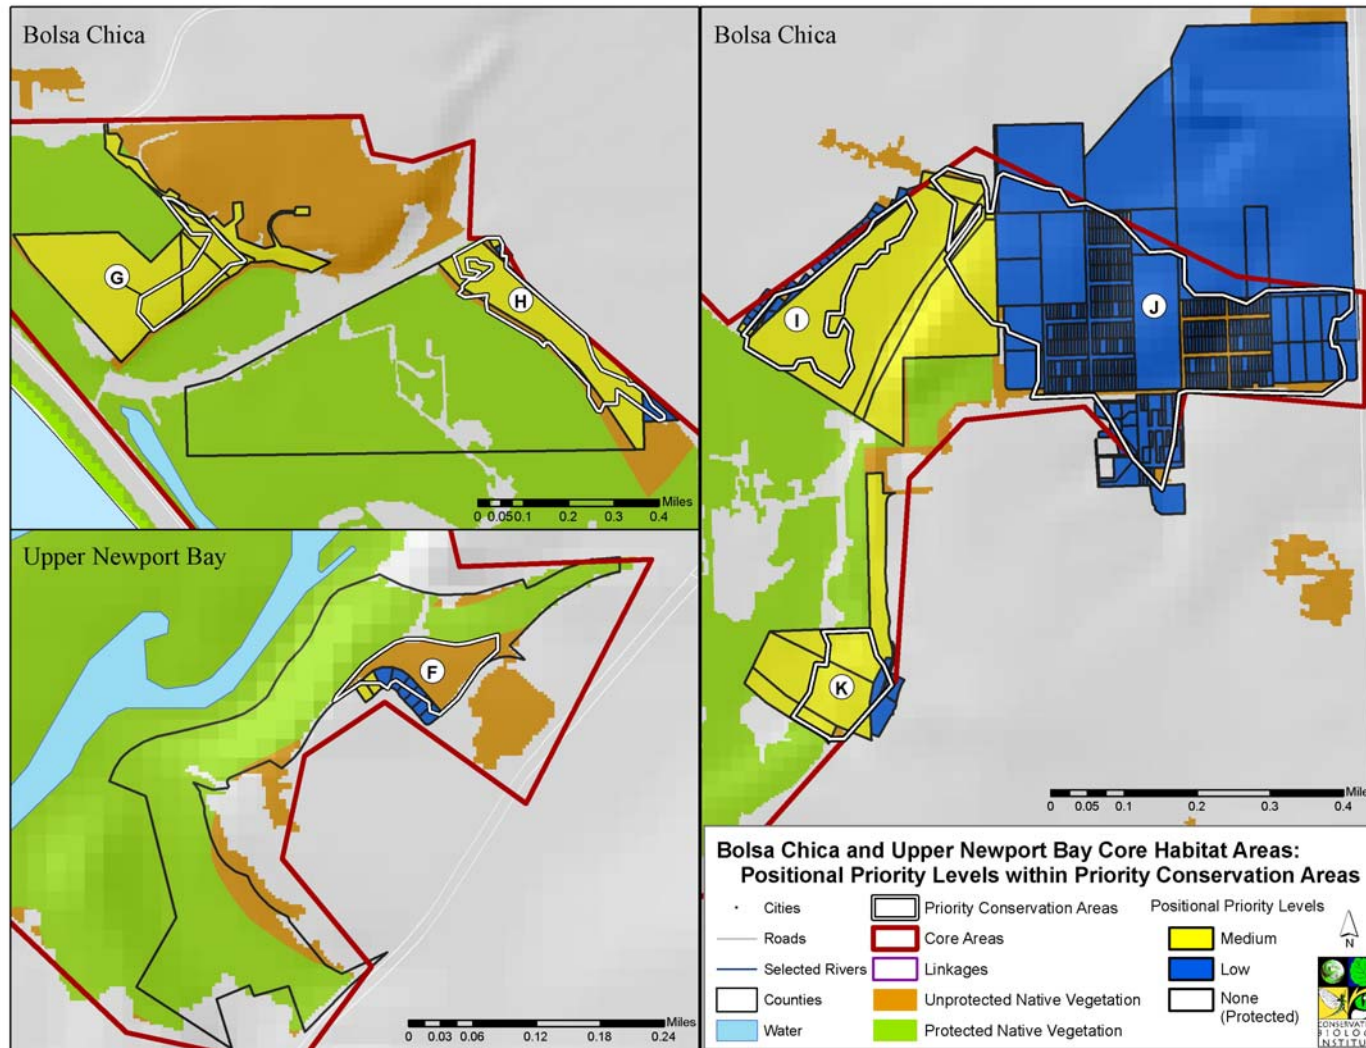 Bolsa Chica
G
H
0 0.05 0.1 0.2 0.3 0.4
Miles
Upper Newport Bay
F
0 0.03 0.06 0.12 0.18 0.24
Miles
Bolsa Chica
I
J
K
0 0.05 0.1 0.2 0.3 0.4
Bolsa Chica and Upper Newport Bay Core Habitat Areas:
Positional Priority Levels within Priority Conservation Areas
Cities
Roads
Selected Rivers
Counties
Water
Priority Conservation Areas
Core Areas
Linkages
Unprotected Native Vegetation
Protected Native Vegetation
Positional Priority Levels
Medium
Low
None
(Protected)
N